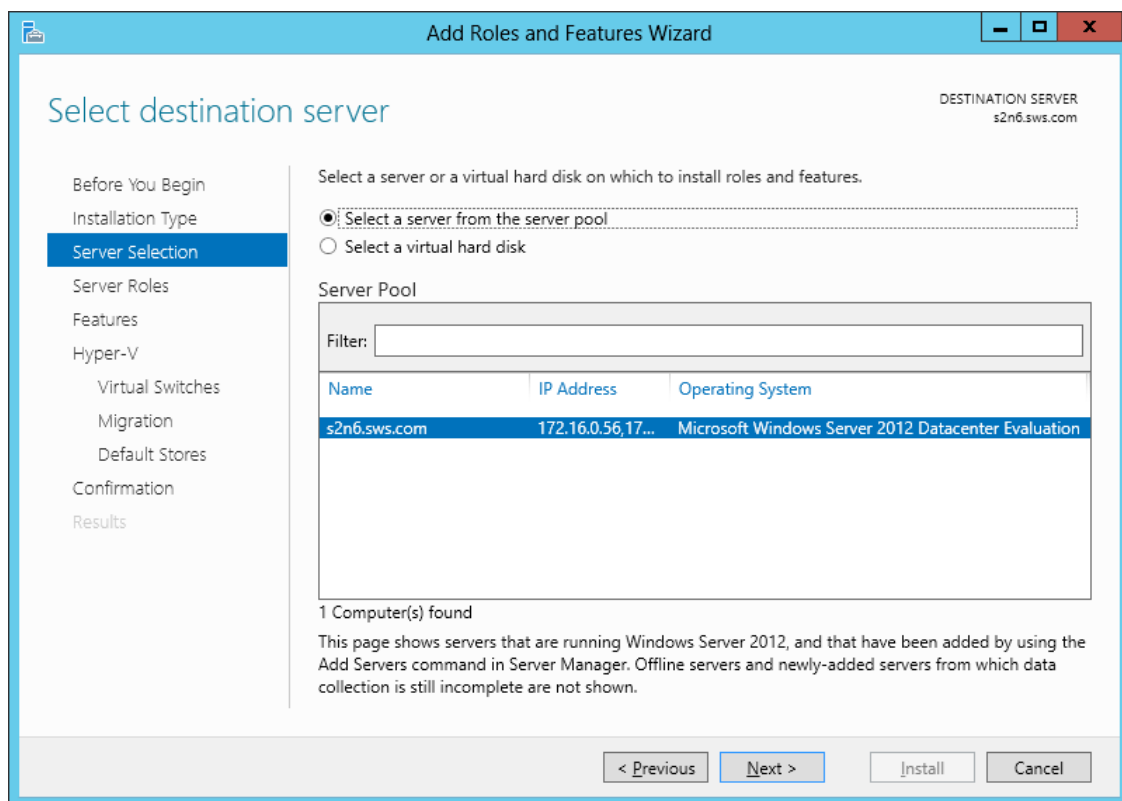 Add Roles and Features Wizard
x
Select destination server
DESTINATION SERVER
s2n6.sws.com
Before You Begin
Installation Type
Server Selection
Server Roles
Features
Hyper-V
Virtual Switches
Migration
Default Stores
Confirmation
Results
Select a server or a virtual hard disk on which to install roles and features.
Select a server from the server pool
Select a virtual hard disk
Server Pool
Filter:
Name IP Address Operating System
s2n6.sws.com 172.16.0.56,17... Microsoft Windows Server 2012 Datacenter Evaluation
1 Computer(s) found
This page shows servers that are running Windows Server 2012, and that have been added by using the
Add Servers command in Server Manager. Offline servers and newly-added servers from which data
collection is still incomplete are not shown.
< Previous Next > Install Cancel